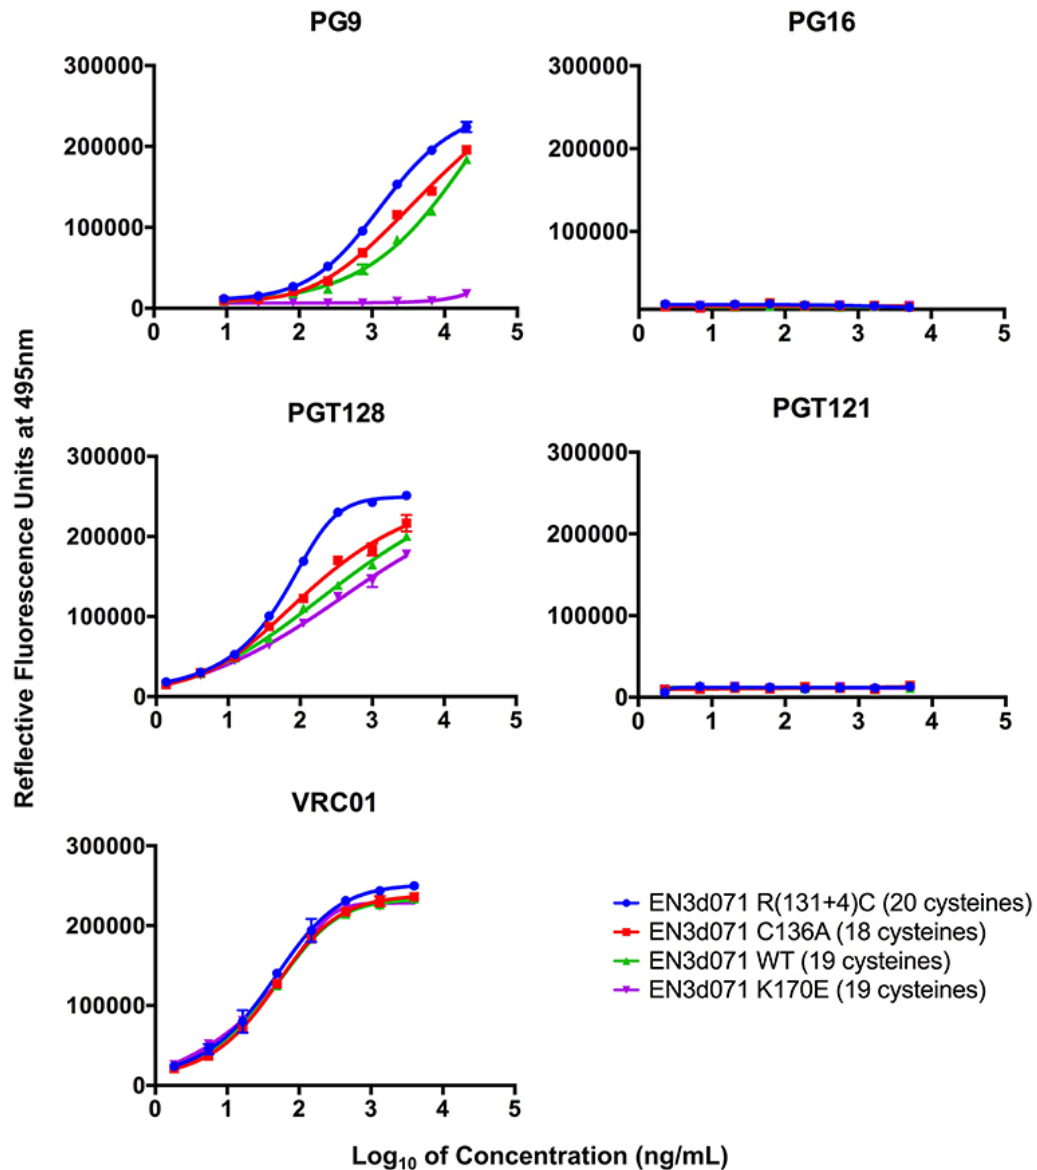 PG9
PG16
300000
200000
100000
0
0 1 2 3 4 5
300000
200000
100000
0 1 2 3 4 5
PGT128
PGT121
300000
200000
100000
0
0 1 2 3 4 5
300000
200000
100000
0
0 1 2 3 4 5
VRC01
300000
200000
100000
0
0 1 2 3 4 5
EN3d071 R(131+4)C (20 cysteines)
EN3d071 C136A (18 cysteines)
EN3d071 WT (19 cysteines)
EN3d071 K170E (19 cysteines)
Reflective Fluorescence Units at 495nm
Log₁₀ of Concentration (ng/mL)